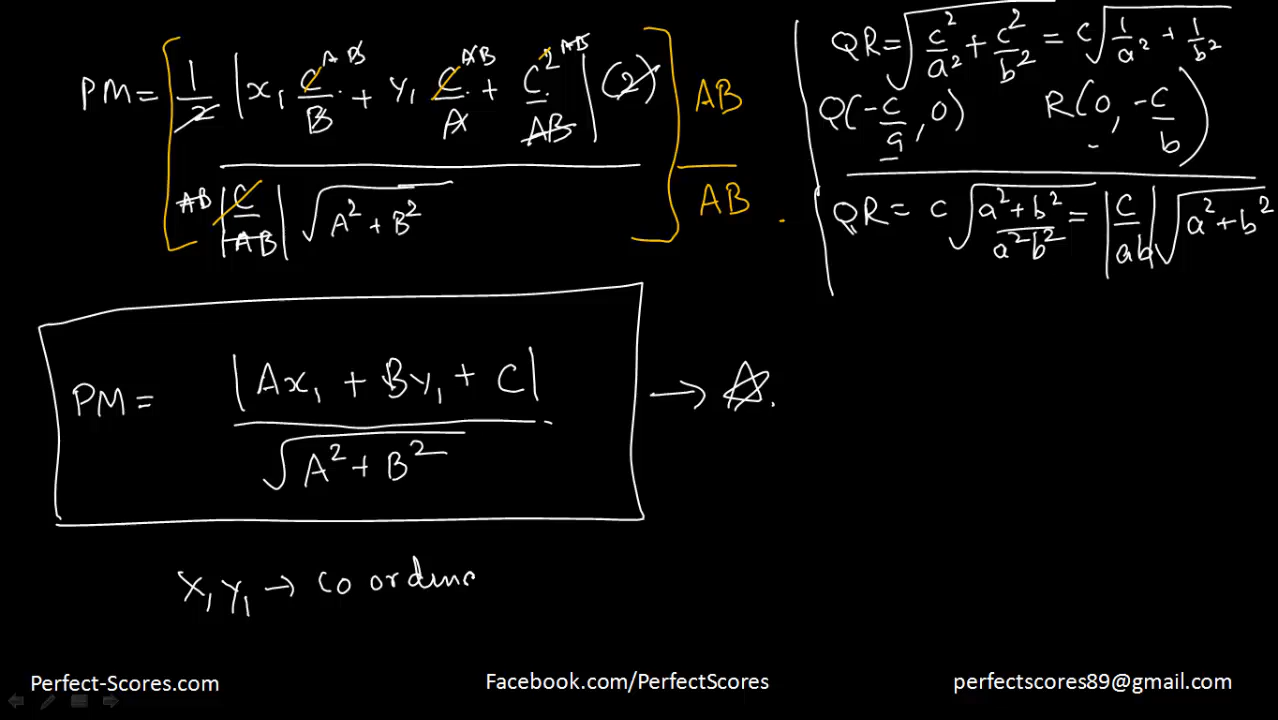 PM = [ 1/2 | x₁ C/B AB + y₁ C/A AB + C²/AB AB | (2) ] AB
AB | C/AB | √A² + B² AB
PM = |Ax₁ + By₁ + C| / √A² + B² → ☆.
x₁ y₁ → co ordina
QR = √c²/a² + c²/b² = c√1/a² + 1/b²
Q(-c/a, 0) R(0, -c/b)
QR = c√a² + b²/a²b² = |c/ab| √a² + b²
Perfect-Scores.com
Facebook.com/PerfectScores
perfectscores89@gmail.com